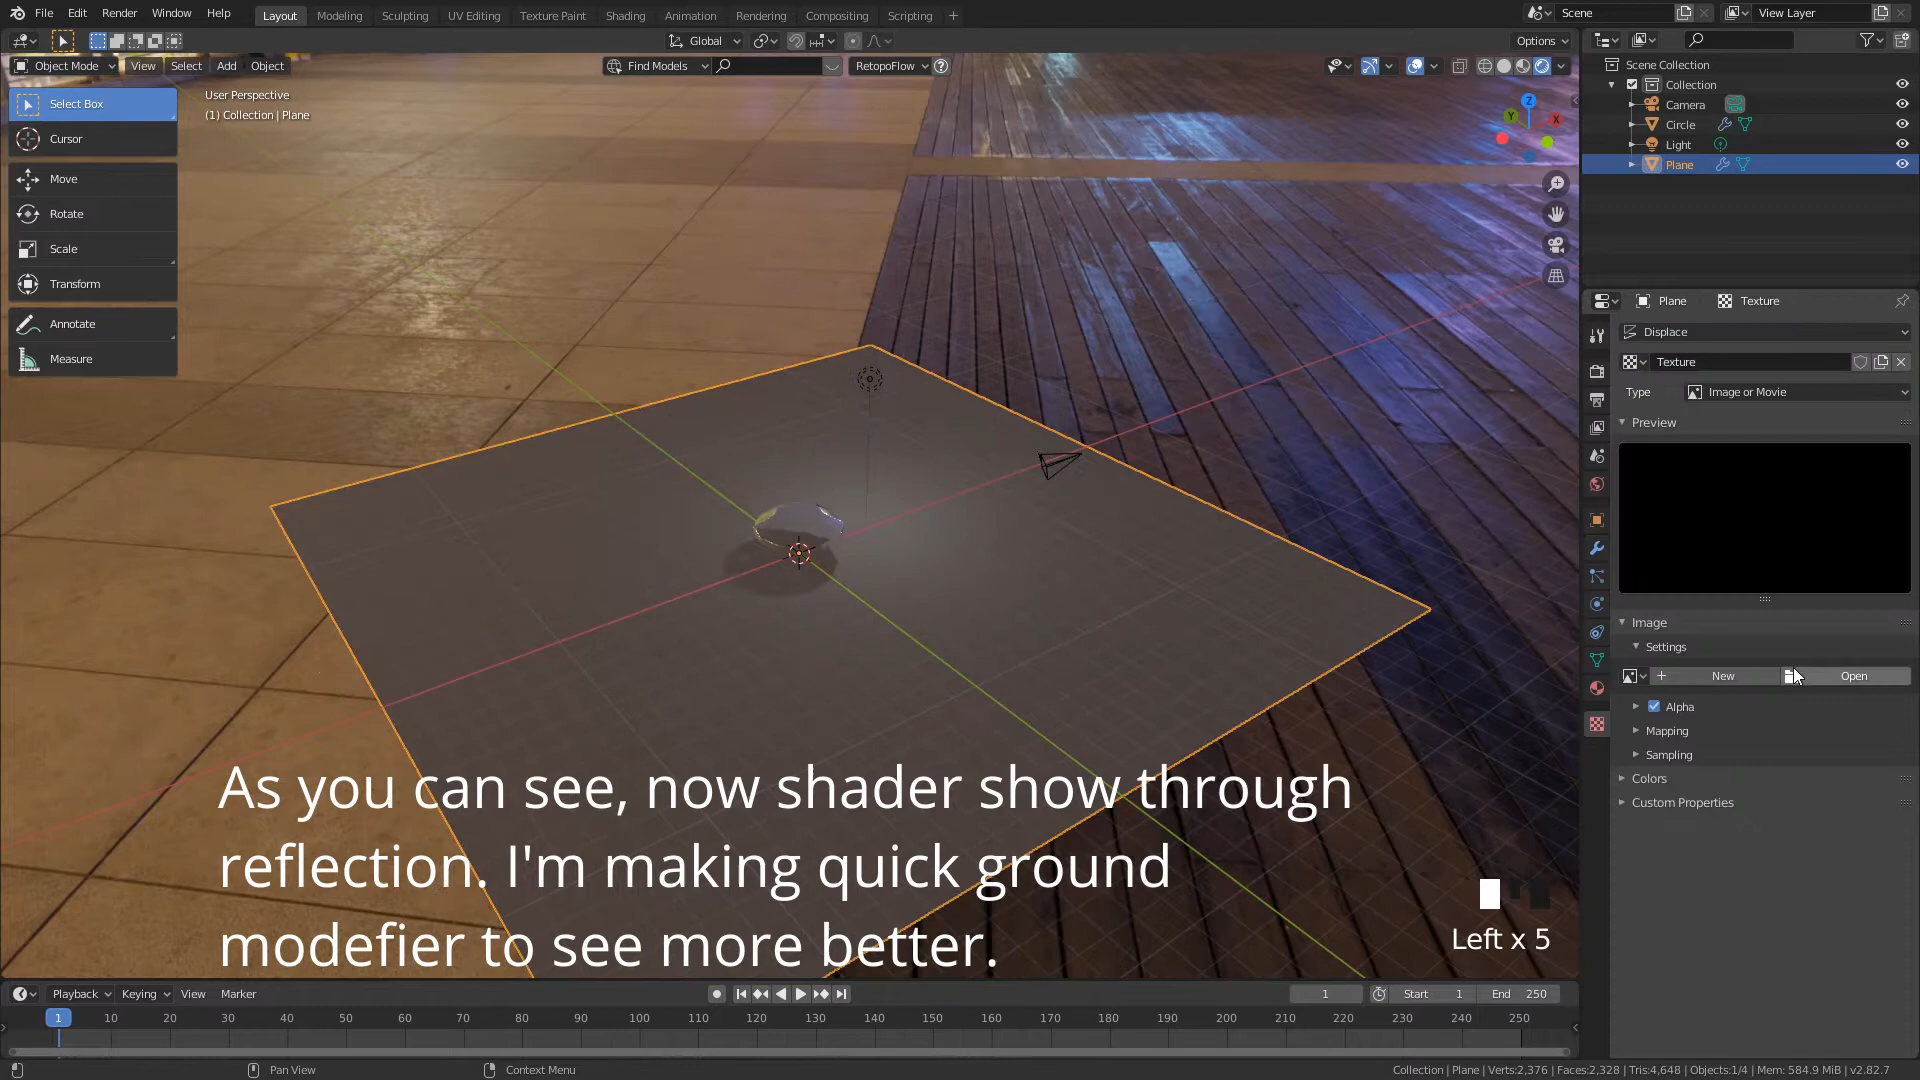 File Edit Render Window Help Layout Modeling Sculpting UV Editing Texture Paint Shading Animation Rendering Compositing Scripting + Scene View Layer
Global Options
Object Mode View Select Add Object Find Models RetopoFlow
Scene Collection
Collection
Camera
Circle
Light
Plane
Select Box
Cursor
Move
Rotate
Scale
Transform
Annotate
Measure
User Perspective
(1) Collection | Plane
Z
Y
X
Plane Texture
Displace
Texture
Type Image or Movie
Preview
Image
Settings
New Open
Alpha
Mapping
Sampling
Colors
Custom Properties
As you can see, now shader show through
reflection. I'm making quick ground
modefier to see more better.
Left x 5
Playback Keying View Marker 1 Start 1 End 250
1 10 20 30 40 50 60 70 80 90 100 110 120 130 140 150 160 170 180 190 200 210 220 230 240 250
Pan View Context Menu Collection | Plane | Verts:2,376 | Faces:2,328 | Tris:4,648 | Objects:1/4 | Mem: 584.9 MiB | v2.82.7